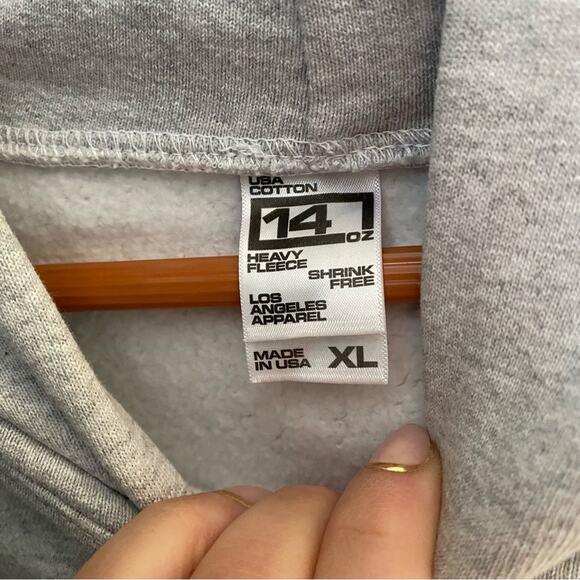 USA
COTTON
14
OZ
HEAVY
FLEECE
SHRINK
FREE
LOS
ANGELES
APPAREL
MADE
IN USA
XL